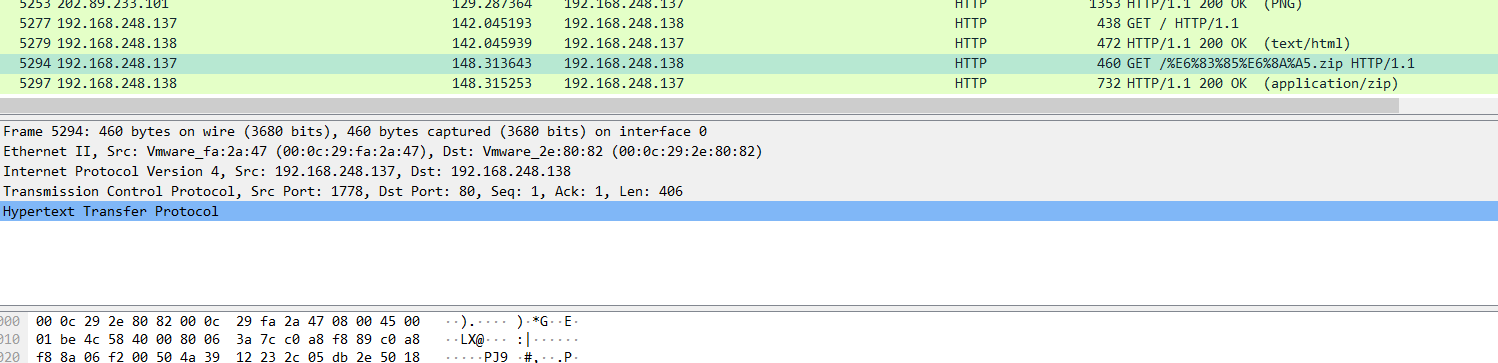 5253 202.89.233.101 129.287364 192.168.248.137 HTTP 1353 HTTP/1.1 200 OK (PNG)
5277 192.168.248.137 142.045193 192.168.248.138 HTTP 438 GET / HTTP/1.1
5279 192.168.248.138 142.045939 192.168.248.137 HTTP 472 HTTP/1.1 200 OK (text/html)
5294 192.168.248.137 148.313643 192.168.248.138 HTTP 460 GET /%E6%83%85%E6%8A%A5.zip HTTP/1.1
5297 192.168.248.138 148.315253 192.168.248.137 HTTP 732 HTTP/1.1 200 OK (application/zip)
Frame 5294: 460 bytes on wire (3680 bits), 460 bytes captured (3680 bits) on interface 0
Ethernet II, Src: Vmware_fa:2a:47 (00:0c:29:fa:2a:47), Dst: Vmware_2e:80:82 (00:0c:29:2e:80:82)
Internet Protocol Version 4, Src: 192.168.248.137, Dst: 192.168.248.138
Transmission Control Protocol, Src Port: 1778, Dst Port: 80, Seq: 1, Ack: 1, Len: 406
Hypertext Transfer Protocol
000 00 0c 29 2e 80 82 00 0c 29 fa 2a 47 08 00 45 00 ··).···· )·*G··E·
010 01 be 4c 58 40 00 80 06 3a 7c c0 a8 f8 89 c0 a8 ··LX@··· :|······
020 f8 8a 06 f2 00 50 4a 39 12 23 2c 05 db 2e 50 18 ·····PJ9 ·#,··.P·